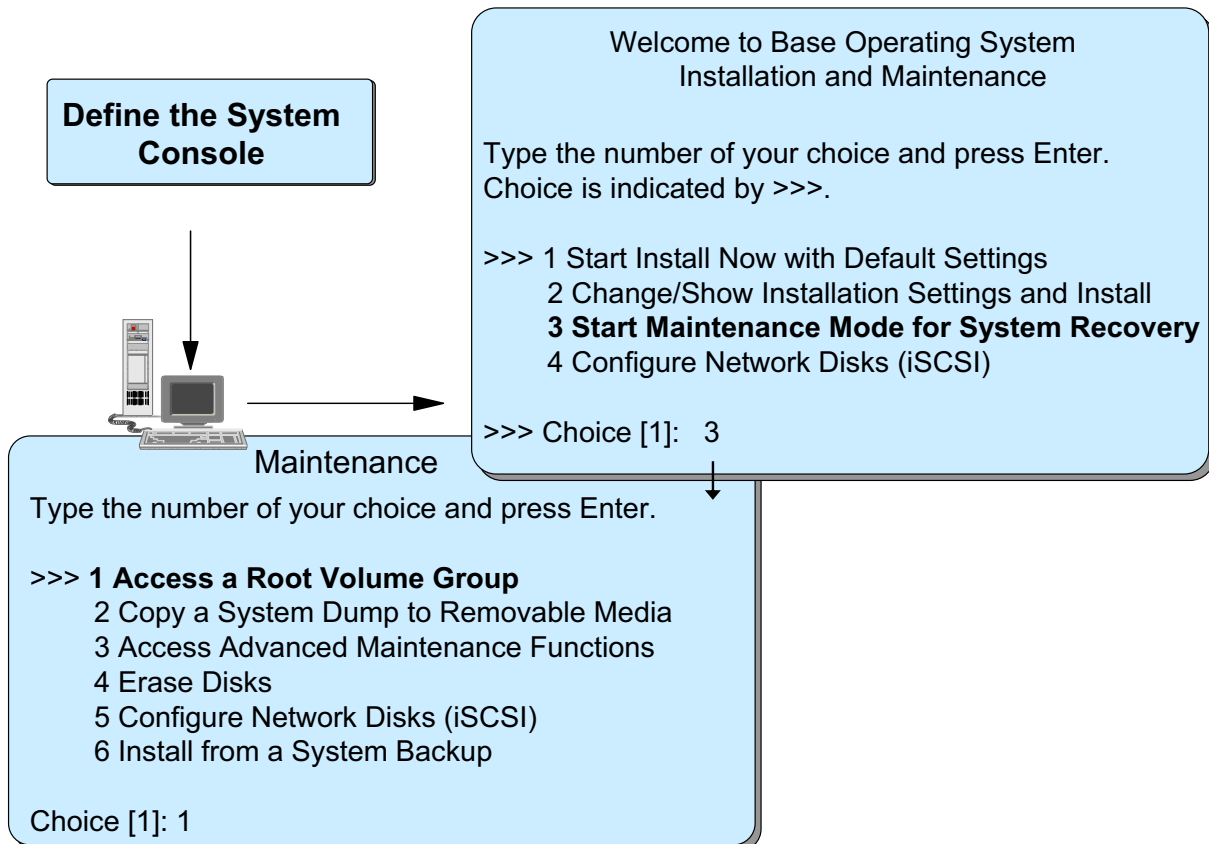 Define the System
Console
Welcome to Base Operating System
Installation and Maintenance
Type the number of your choice and press Enter.
Choice is indicated by >>>.
>>> 1 Start Install Now with Default Settings
2 Change/Show Installation Settings and Install
3 Start Maintenance Mode for System Recovery
4 Configure Network Disks (iSCSI)
>>> Choice [1]: 3
Maintenance
Type the number of your choice and press Enter.
>>> 1 Access a Root Volume Group
2 Copy a System Dump to Removable Media
3 Access Advanced Maintenance Functions
4 Erase Disks
5 Configure Network Disks (iSCSI)
6 Install from a System Backup
Choice [1]: 1